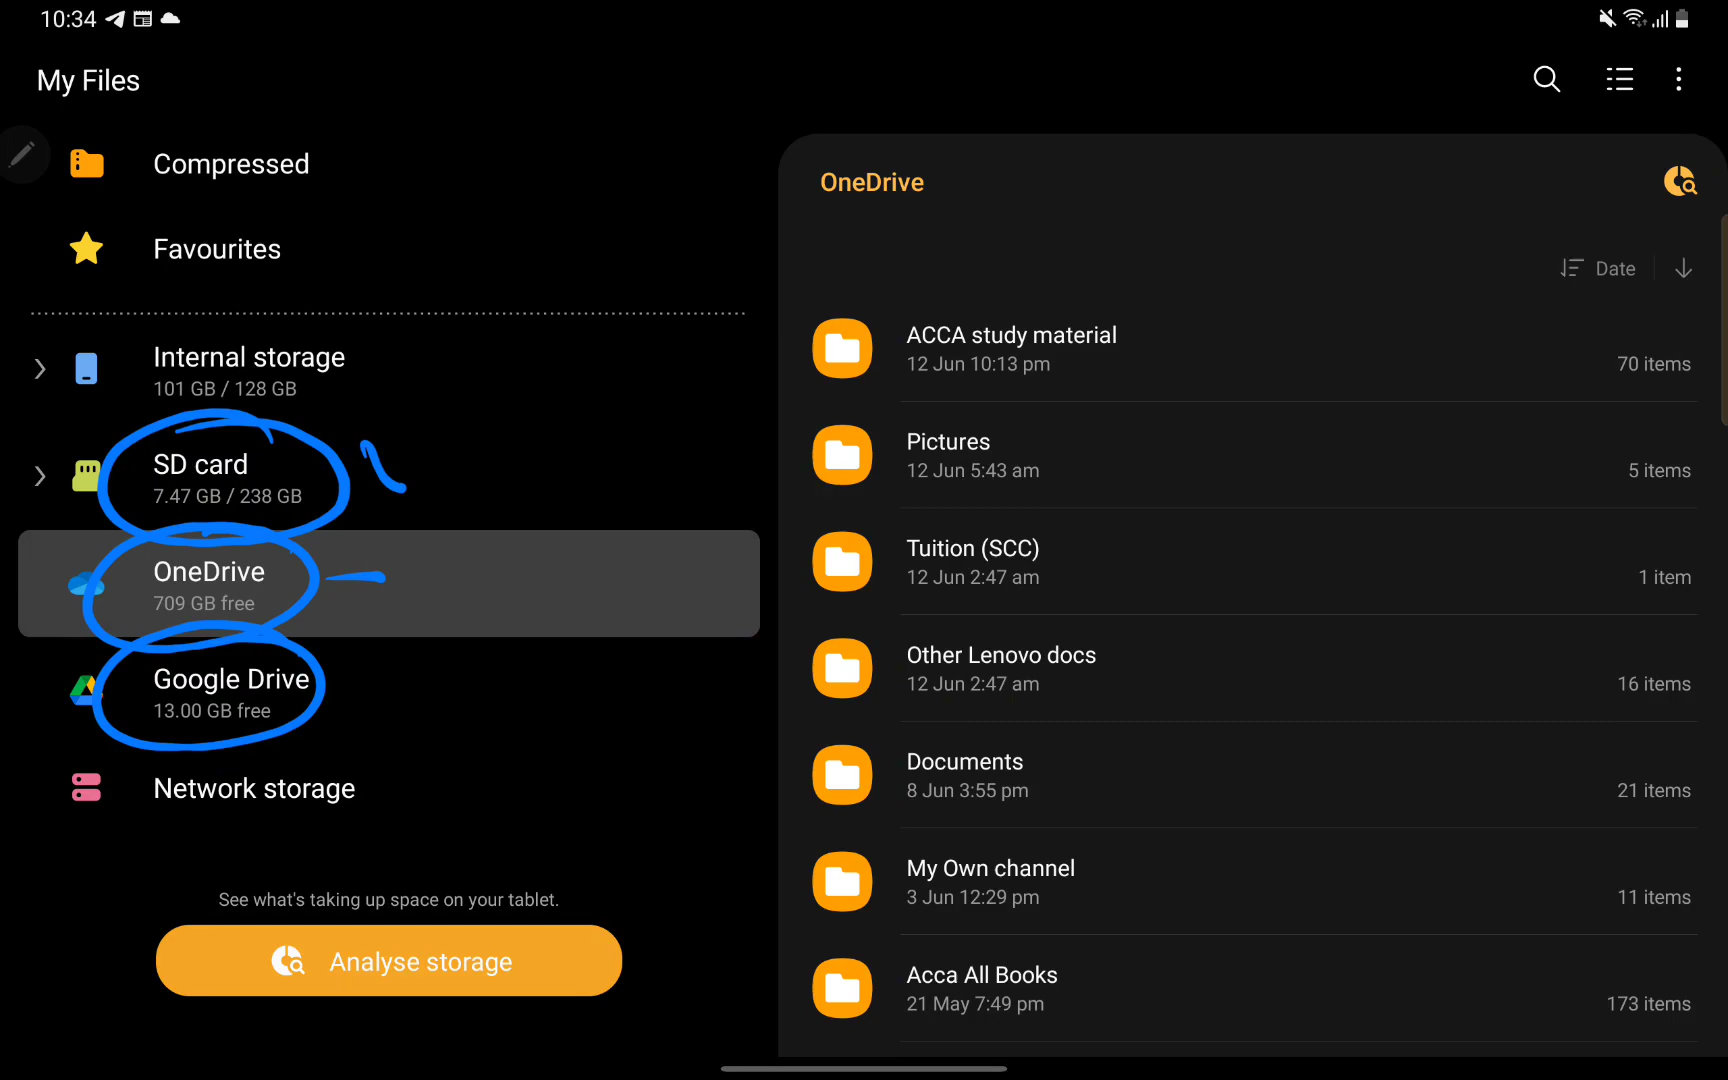 10:34
My Files
Compressed
Favourites
Internal storage
101 GB / 128 GB
SD card
7.47 GB / 238 GB
OneDrive
709 GB free
Google Drive
13.00 GB free
Network storage
See what's taking up space on your tablet.
Analyse storage
OneDrive
Date
ACCA study material
12 Jun 10:13 pm
70 items
Pictures
12 Jun 5:43 am
5 items
Tuition (SCC)
12 Jun 2:47 am
1 item
Other Lenovo docs
12 Jun 2:47 am
16 items
Documents
8 Jun 3:55 pm
21 items
My Own channel
3 Jun 12:29 pm
11 items
Acca All Books
21 May 7:49 pm
173 items